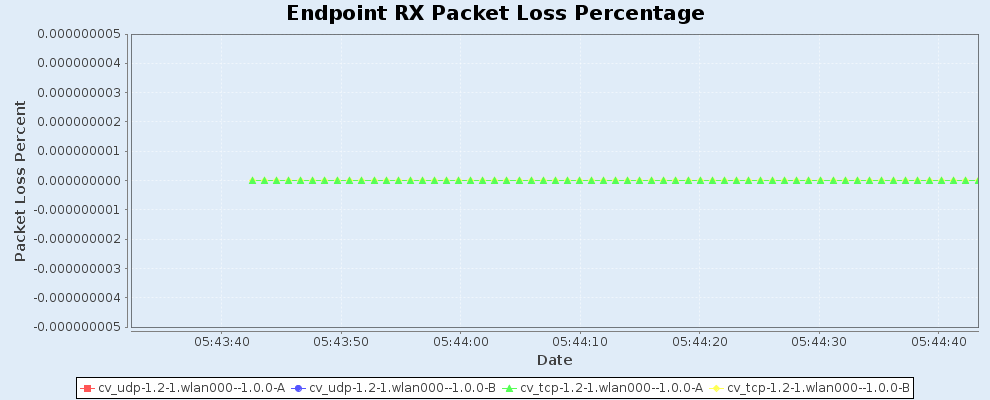 Endpoint RX Packet Loss Percentage
Packet Loss Percent
0.000000005
0.000000004
0.000000003
0.000000002
0.000000001
0.000000000
-0.000000001
-0.000000002
-0.000000003
-0.000000004
-0.000000005
05:43:40 05:43:50 05:44:00 05:44:10 05:44:20 05:44:30 05:44:40
Date
cv_udp-1.2-1.wlan000--1.0.0-A cv_udp-1.2-1.wlan000--1.0.0-B cv_tcp-1.2-1.wlan000--1.0.0-A cv_tcp-1.2-1.wlan000--1.0.0-B